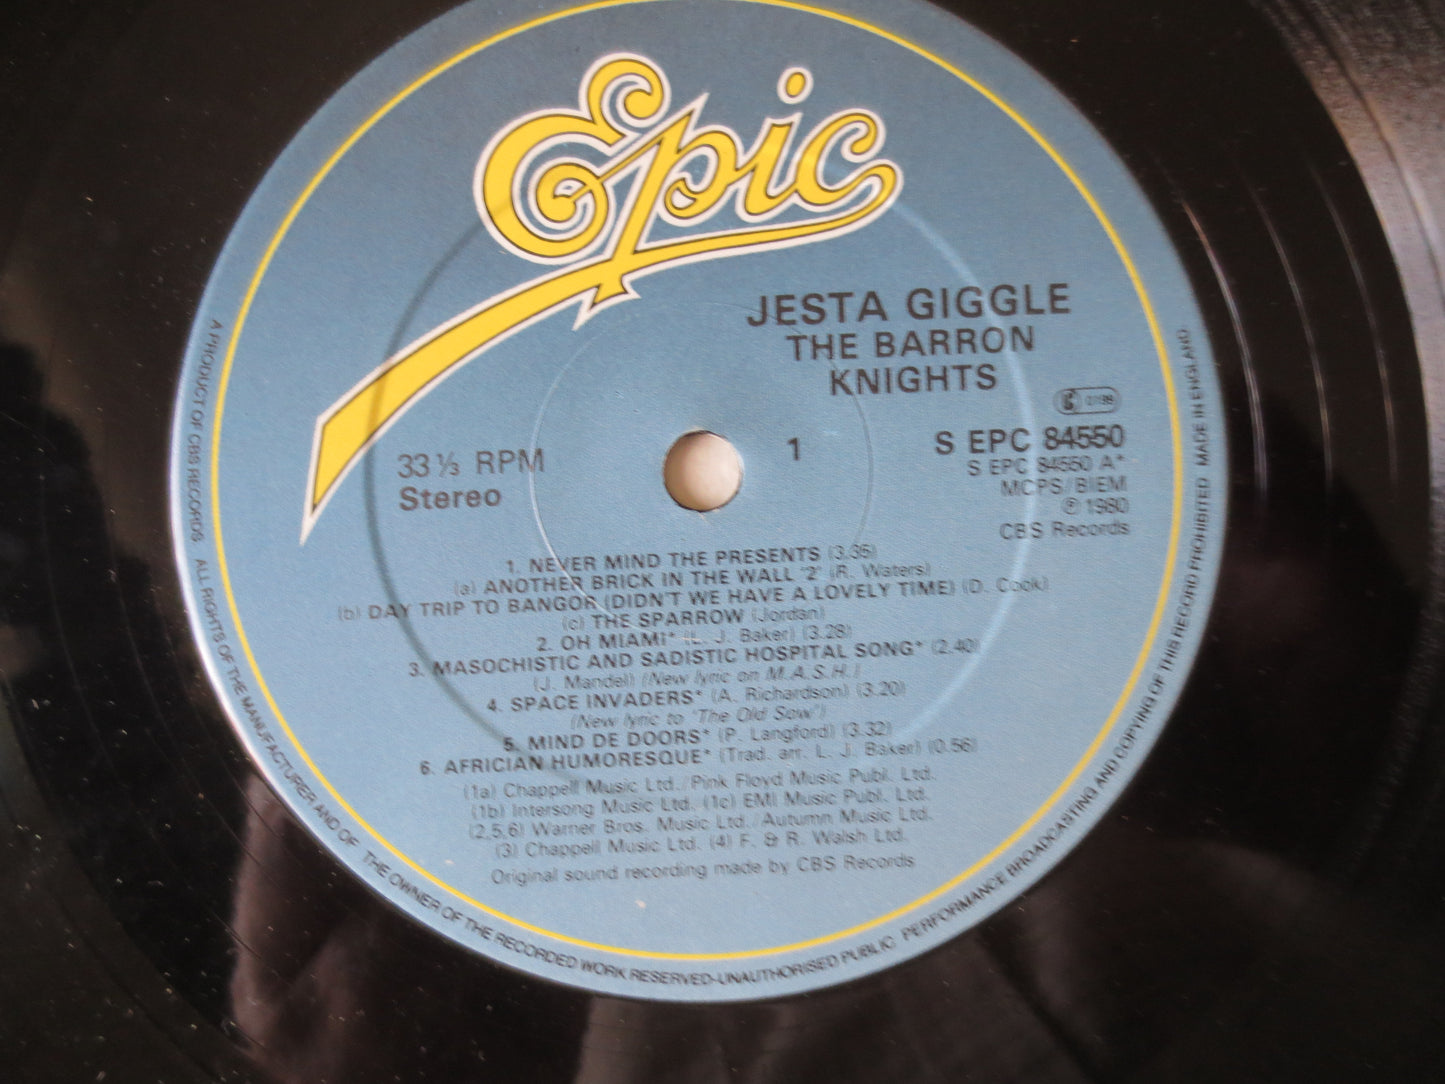 Epic
JESTA GIGGLE
THE BARRON
KNIGHTS
33 ⅓ RPM
Stereo
1
S EPC 84550
S EPC 84550 A*
MCPS/BIEM
℗ 1980
CBS Records
1. NEVER MIND THE PRESENTS (3.35)
(a) ANOTHER BRICK IN THE WALL '2' (R. Waters)
(b) DAY TRIP TO BANGOR (DIDN'T WE HAVE A LOVELY TIME) (D. Cook)
(c) THE SPARROW (Jordan)
2. OH MIAMI* (L. J. Baker) (3.28)
3. MASOCHISTIC AND SADISTIC HOSPITAL SONG* (2.40)
(J. Mandel) (New lyric on M.A.S.H.)
4. SPACE INVADERS* (A. Richardson) (3.20)
(New lyric to 'The Old Sow')
5. MIND DE DOORS* (P. Langford) (3.32)
6. AFRICIAN HUMORESQUE* (Trad. arr. L. J. Baker) (0.56)
(1a) Chappell Music Ltd./Pink Floyd Music Publ. Ltd.
(1b) Intersong Music Ltd. (1c) EMI Music Publ. Ltd.
(2,5,6) Warner Bros. Music Ltd./Autumn Music Ltd.
(3) Chappell Music Ltd. (4) F. & R. Walsh Ltd.
Original sound recording made by CBS Records
A PRODUCT OF CBS RECORDS ALL RIGHTS OF THE MANUFACTURER AND OF THE OWNER OF THE RECORDED WORK RESERVED-UNAUTHORISED PUBLIC PERFORMANCE BROADCASTING AND COPYING OF THIS RECORD PROHIBITED MADE IN ENGLAND